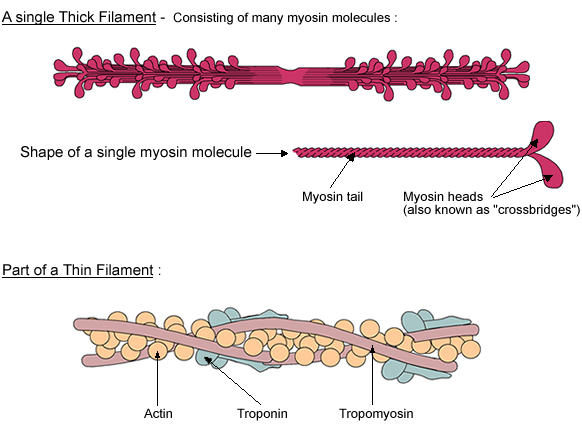 A single Thick Filament - Consisting of many myosin molecules :
Shape of a single myosin molecule
Myosin tail
Myosin heads
(also known as "crossbridges")
Part of a Thin Filament :
Actin
Troponin
Tropomyosin